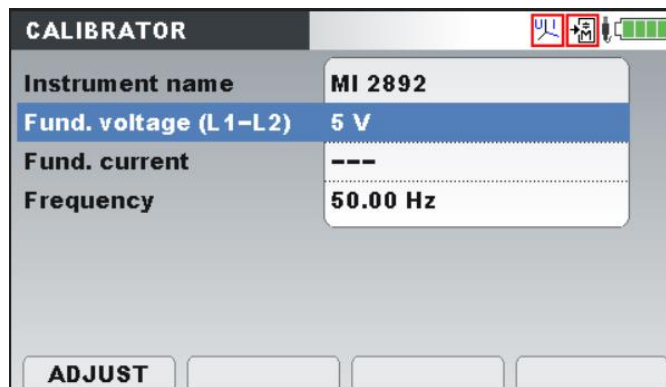 CALIBRATOR
Instrument name MI 2892
Fund. voltage (L1-L2) 5 V
Fund. current ---
Frequency 50.00 Hz
ADJUST